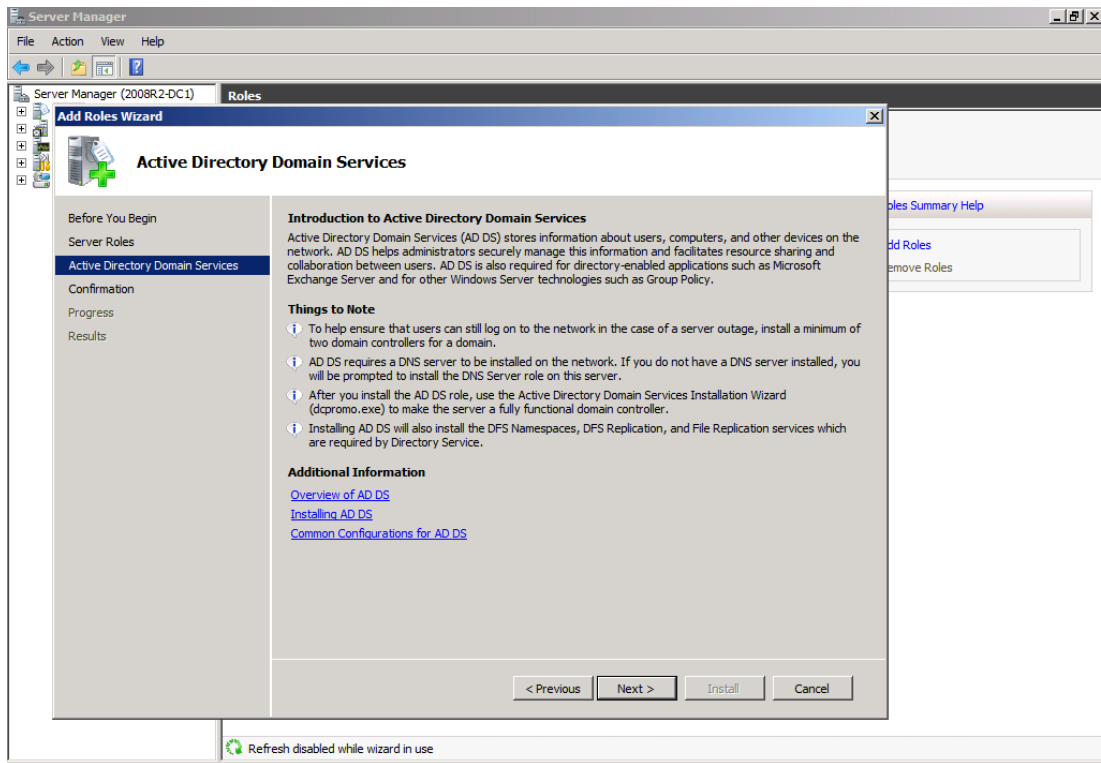 Server Manager
File Action View Help
Server Manager (2008R2-DC1)
Roles
Add Roles Wizard
Active Directory Domain Services
Before You Begin
Server Roles
Active Directory Domain Services
Confirmation
Progress
Results
Introduction to Active Directory Domain Services
Active Directory Domain Services (AD DS) stores information about users, computers, and other devices on the
network. AD DS helps administrators securely manage this information and facilitates resource sharing and
collaboration between users. AD DS is also required for directory-enabled applications such as Microsoft
Exchange Server and for other Windows Server technologies such as Group Policy.
Things to Note
To help ensure that users can still log on to the network in the case of a server outage, install a minimum of
two domain controllers for a domain.
AD DS requires a DNS server to be installed on the network. If you do not have a DNS server installed, you
will be prompted to install the DNS Server role on this server.
After you install the AD DS role, use the Active Directory Domain Services Installation Wizard
(dcpromo.exe) to make the server a fully functional domain controller.
Installing AD DS will also install the DFS Namespaces, DFS Replication, and File Replication services which
are required by Directory Service.
Additional Information
Overview of AD DS
Installing AD DS
Common Configurations for AD DS
< Previous Next > Install Cancel
oles Summary Help
dd Roles
emove Roles
Refresh disabled while wizard in use